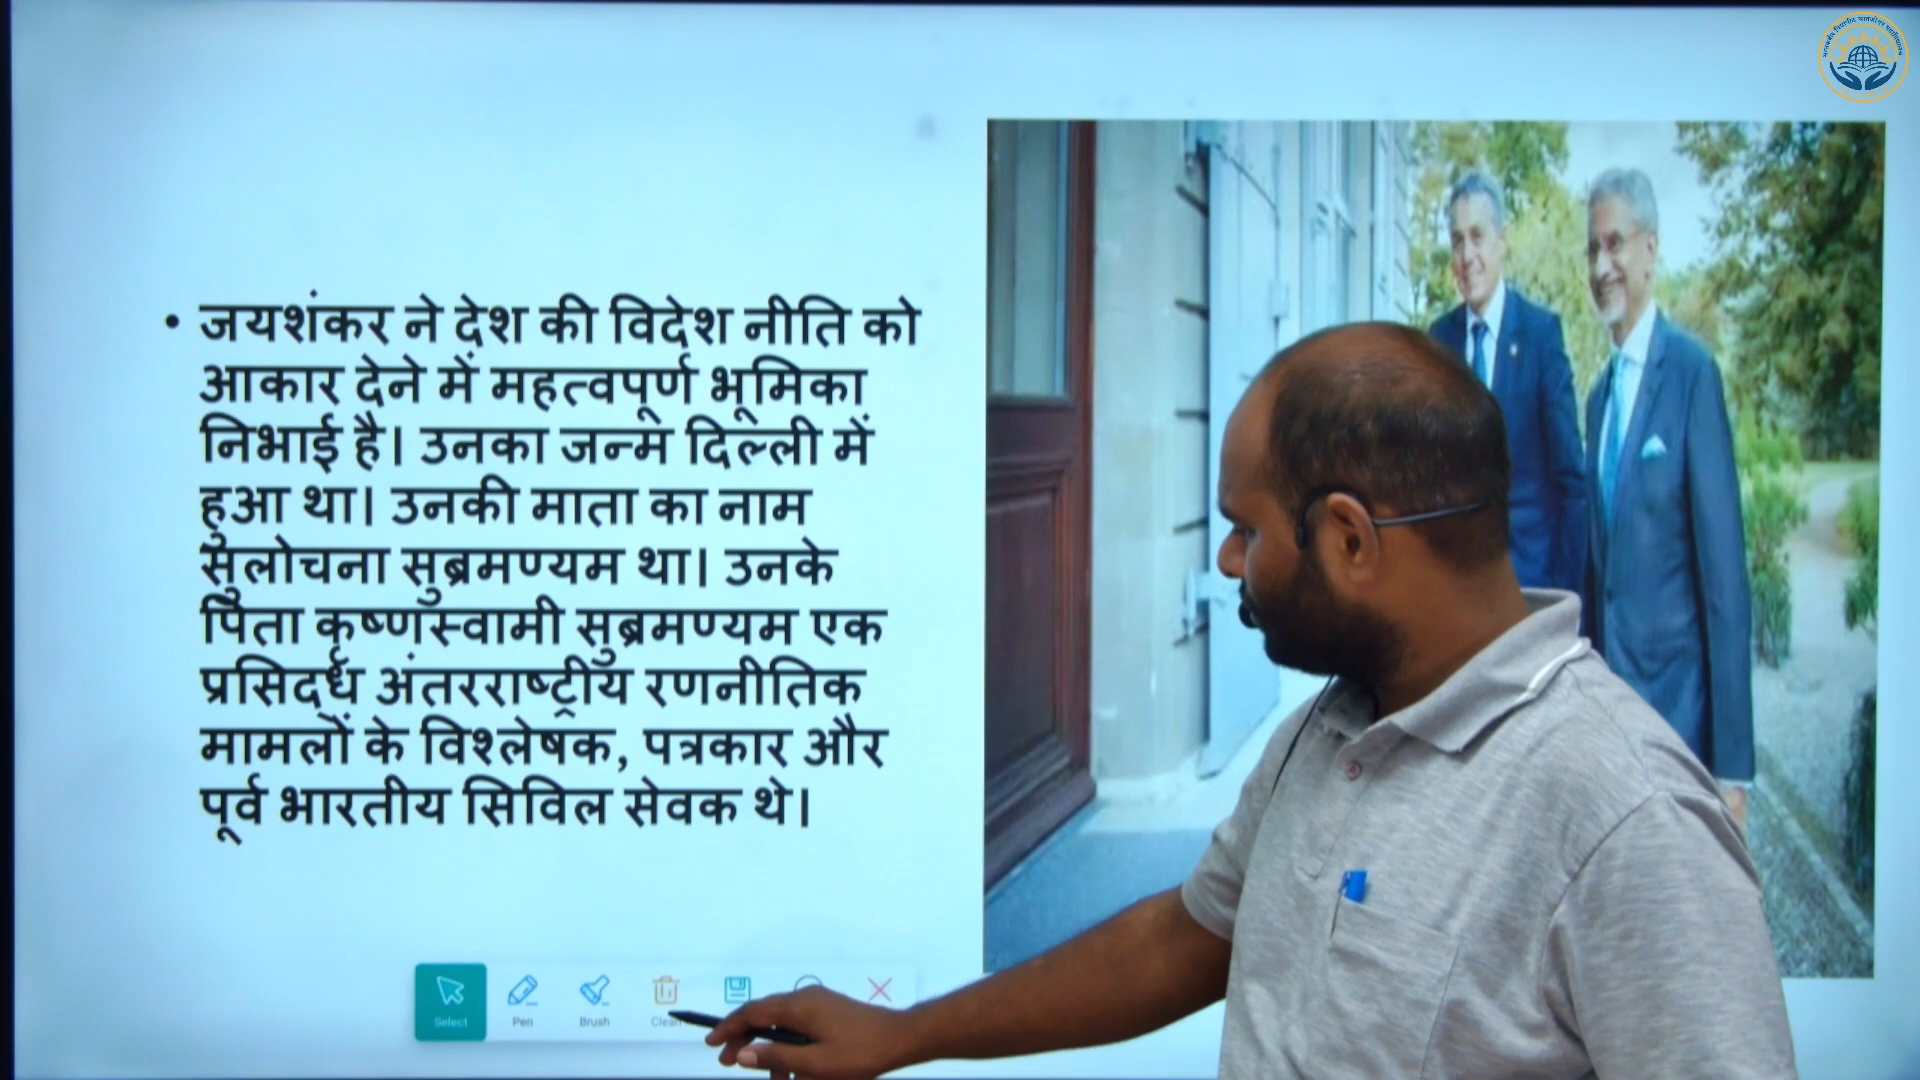 • जयशंकर ने देश की विदेश नीति को
आकार देने में महत्वपूर्ण भूमिका
निभाई है। उनका जन्म दिल्ली में
हुआ था। उनकी माता का नाम
सुलोचना सुब्रमण्यम था। उनके
पिता कृष्णस्वामी सुब्रमण्यम एक
प्रसिद्ध अंतरराष्ट्रीय रणनीतिक
मामलों के विश्लेषक, पत्रकार और
पूर्व भारतीय सिविल सेवक थे।
Select Pen Brush